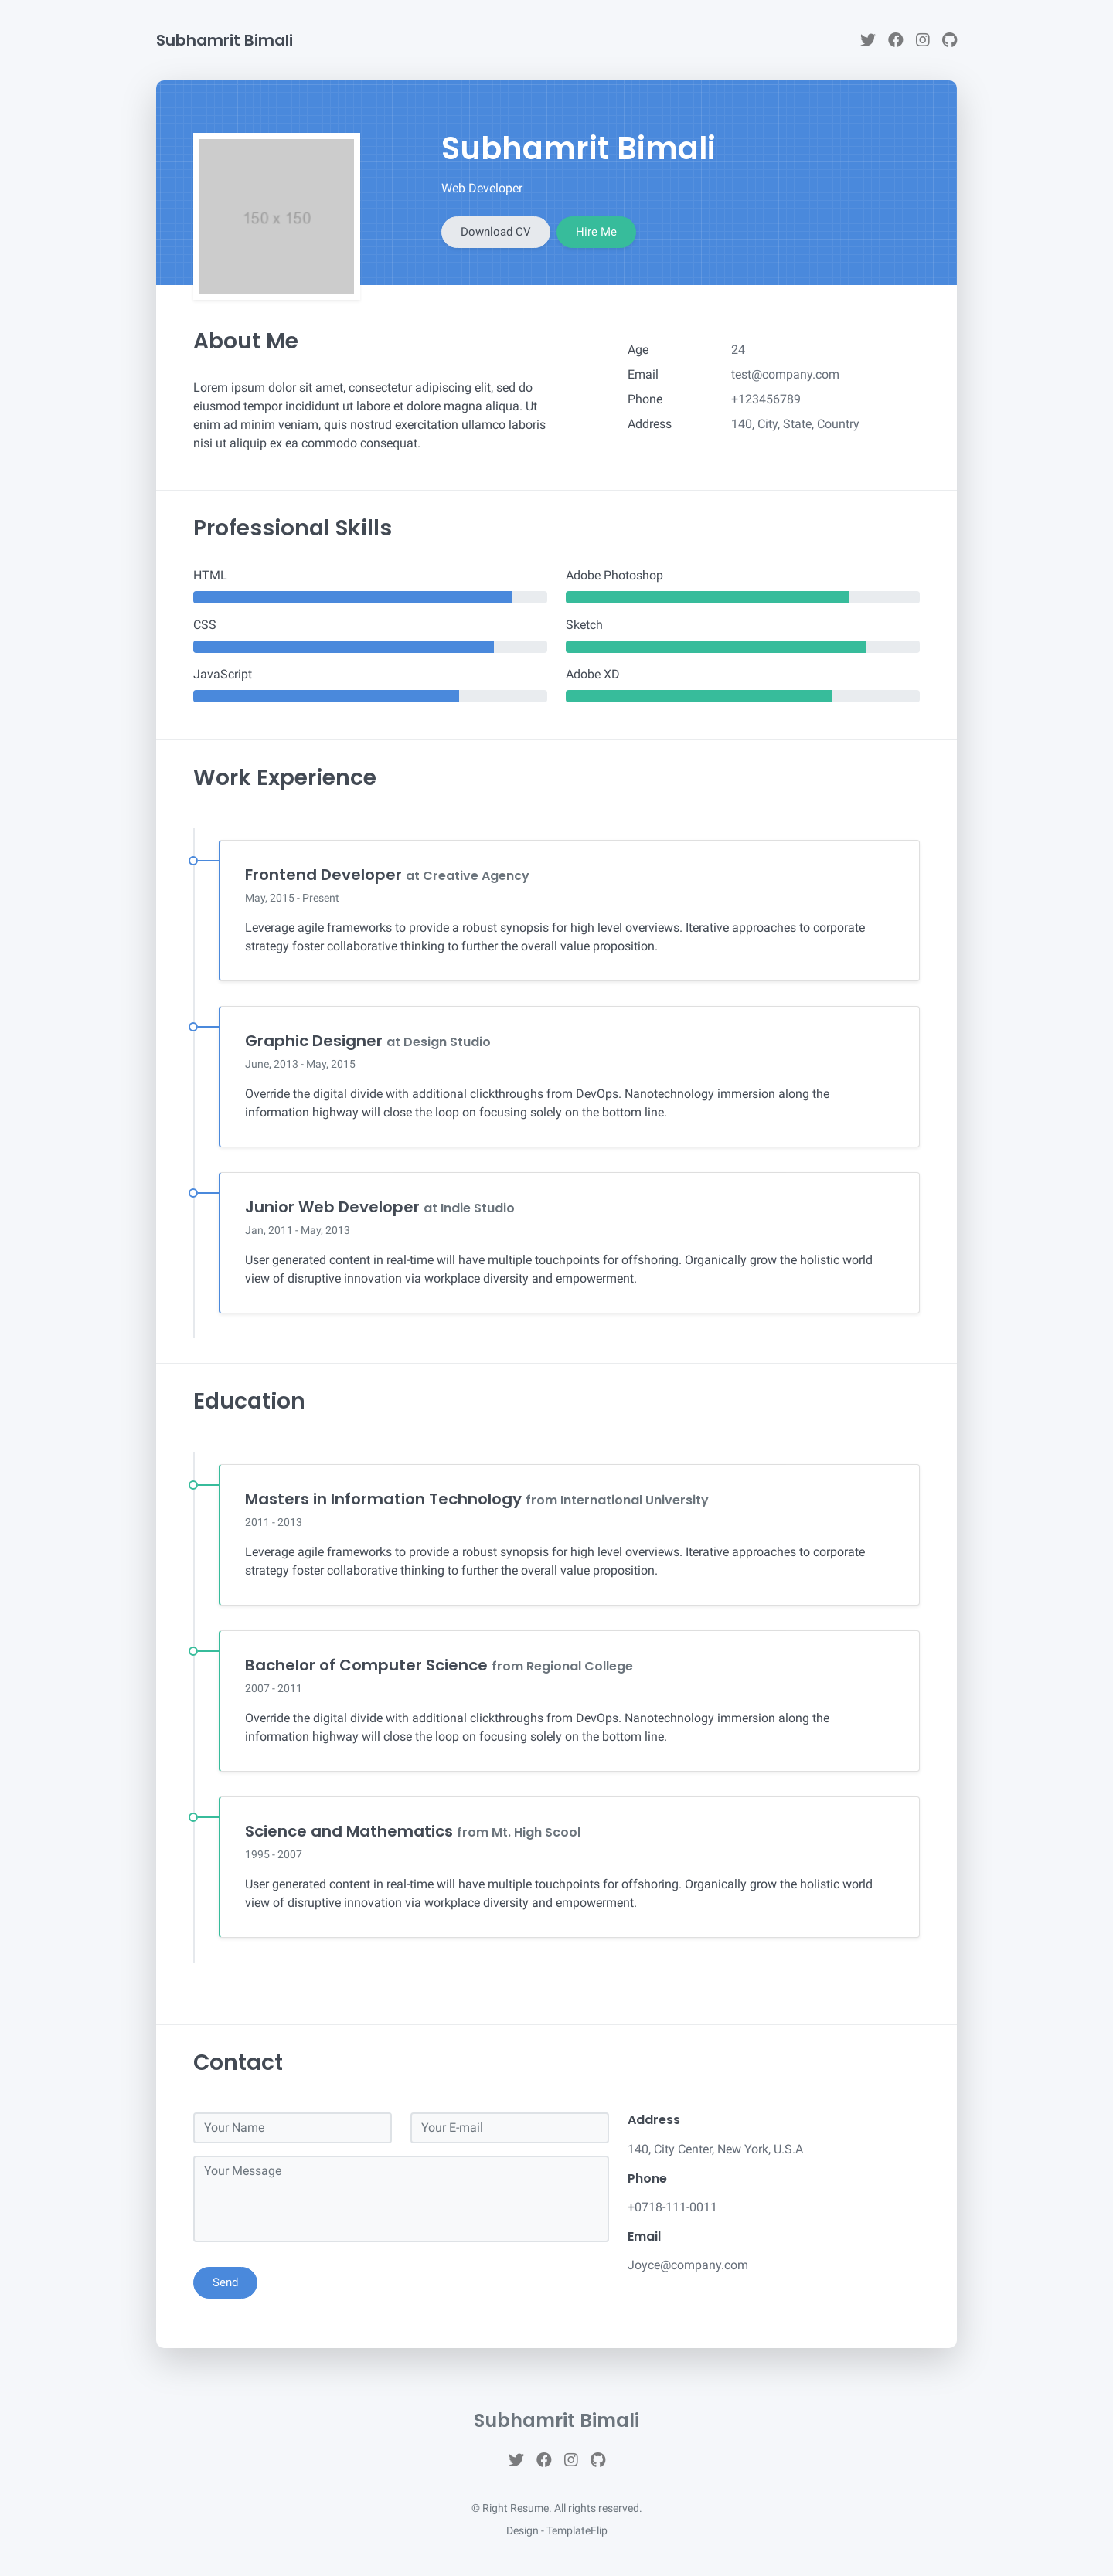 Subhamrit Bimali
150 x 150
Subhamrit Bimali
Web Developer
Download CV
Hire Me
About Me
Lorem ipsum dolor sit amet, consectetur adipiscing elit, sed do
eiusmod tempor incididunt ut labore et dolore magna aliqua. Ut
enim ad minim veniam, quis nostrud exercitation ullamco laboris
nisi ut aliquip ex ea commodo consequat.
Age 24
Email test@company.com
Phone +123456789
Address 140, City, State, Country
Professional Skills
HTML
CSS
JavaScript
Adobe Photoshop
Sketch
Adobe XD
Work Experience
Frontend Developer at Creative Agency
May, 2015 - Present
Leverage agile frameworks to provide a robust synopsis for high level overviews. Iterative approaches to corporate
strategy foster collaborative thinking to further the overall value proposition.
Graphic Designer at Design Studio
June, 2013 - May, 2015
Override the digital divide with additional clickthroughs from DevOps. Nanotechnology immersion along the
information highway will close the loop on focusing solely on the bottom line.
Junior Web Developer at Indie Studio
Jan, 2011 - May, 2013
User generated content in real-time will have multiple touchpoints for offshoring. Organically grow the holistic world
view of disruptive innovation via workplace diversity and empowerment.
Education
Masters in Information Technology from International University
2011 - 2013
Leverage agile frameworks to provide a robust synopsis for high level overviews. Iterative approaches to corporate
strategy foster collaborative thinking to further the overall value proposition.
Bachelor of Computer Science from Regional College
2007 - 2011
Override the digital divide with additional clickthroughs from DevOps. Nanotechnology immersion along the
information highway will close the loop on focusing solely on the bottom line.
Science and Mathematics from Mt. High Scool
1995 - 2007
User generated content in real-time will have multiple touchpoints for offshoring. Organically grow the holistic world
view of disruptive innovation via workplace diversity and empowerment.
Contact
Your Name
Your E-mail
Your Message
Send
Address
140, City Center, New York, U.S.A
Phone
+0718-111-0011
Email
Joyce@company.com
Subhamrit Bimali
© Right Resume. All rights reserved.
Design - TemplateFlip